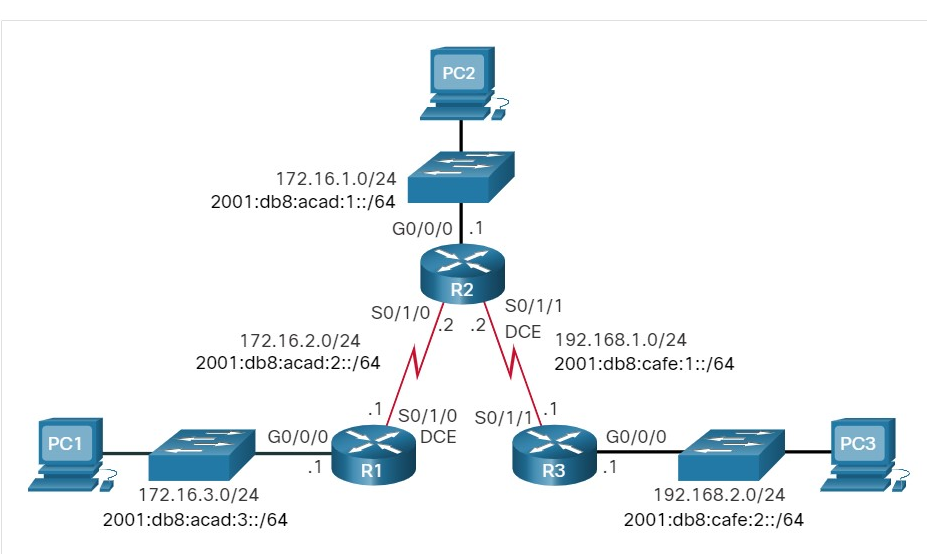 PC2
172.16.1.0/24
2001:db8:acad:1::/64
G0/0/0 .1
R2
S0/1/0 .2 .2 S0/1/1
DCE
172.16.2.0/24
2001:db8:acad:2::/64
192.168.1.0/24
2001:db8:cafe:1::/64
.1 S0/1/0
DCE
S0/1/1 .1
PC1
G0/0/0
.1
R1
R3
G0/0/0
.1
PC3
172.16.3.0/24
2001:db8:acad:3::/64
192.168.2.0/24
2001:db8:cafe:2::/64